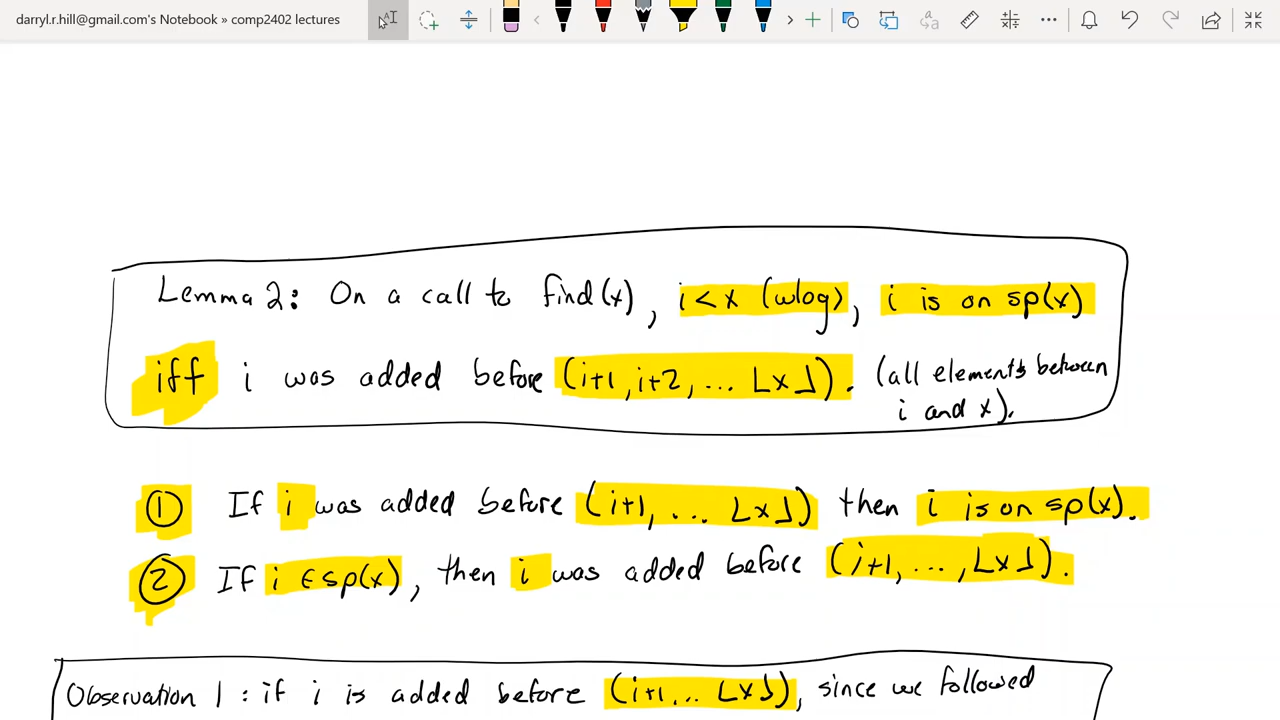 darryl.r.hill@gmail.com's Notebook » comp2402 lectures
Lemma 2: On a call to find(x), i<x (wlog), i is on sp(x)
iff i was added before (i+1,i+2,... ⌊x⌋). (all elements between
i and x).
① If i was added before (i+1,... ⌊x⌋) then i is on sp(x).
② If i ∈ sp(x), then i was added before (i+1,...,⌊x⌋).
Observation 1: if i is added before (i+1... ⌊x⌋), since we followed